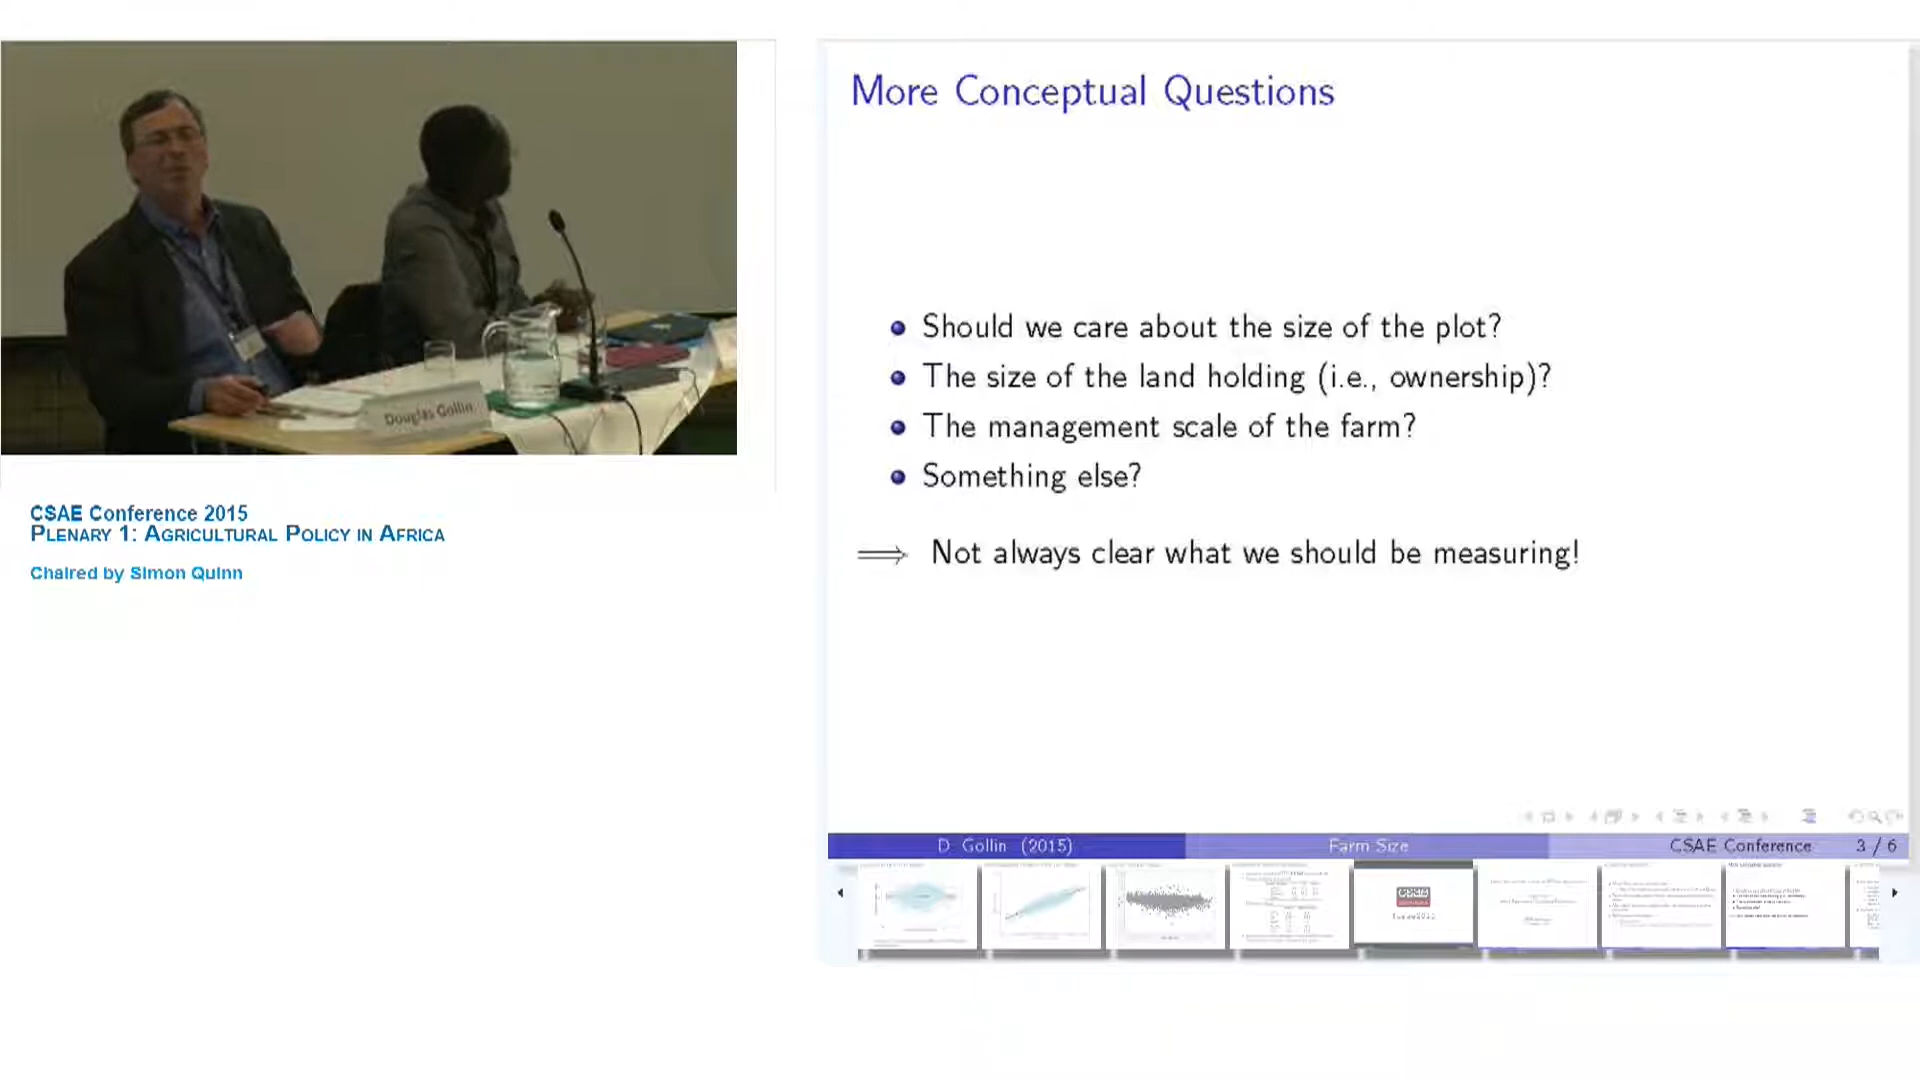 Douglas Gollin
CSAE Conference 2015
PLENARY 1: AGRICULTURAL POLICY IN AFRICA
Chaired by Simon Quinn
More Conceptual Questions
Should we care about the size of the plot?
The size of the land holding (i.e., ownership)?
The management scale of the farm?
Something else?
⟹ Not always clear what we should be measuring!
D. Gollin (2015) Farm Size CSAE Conference 3 / 6
CSAE